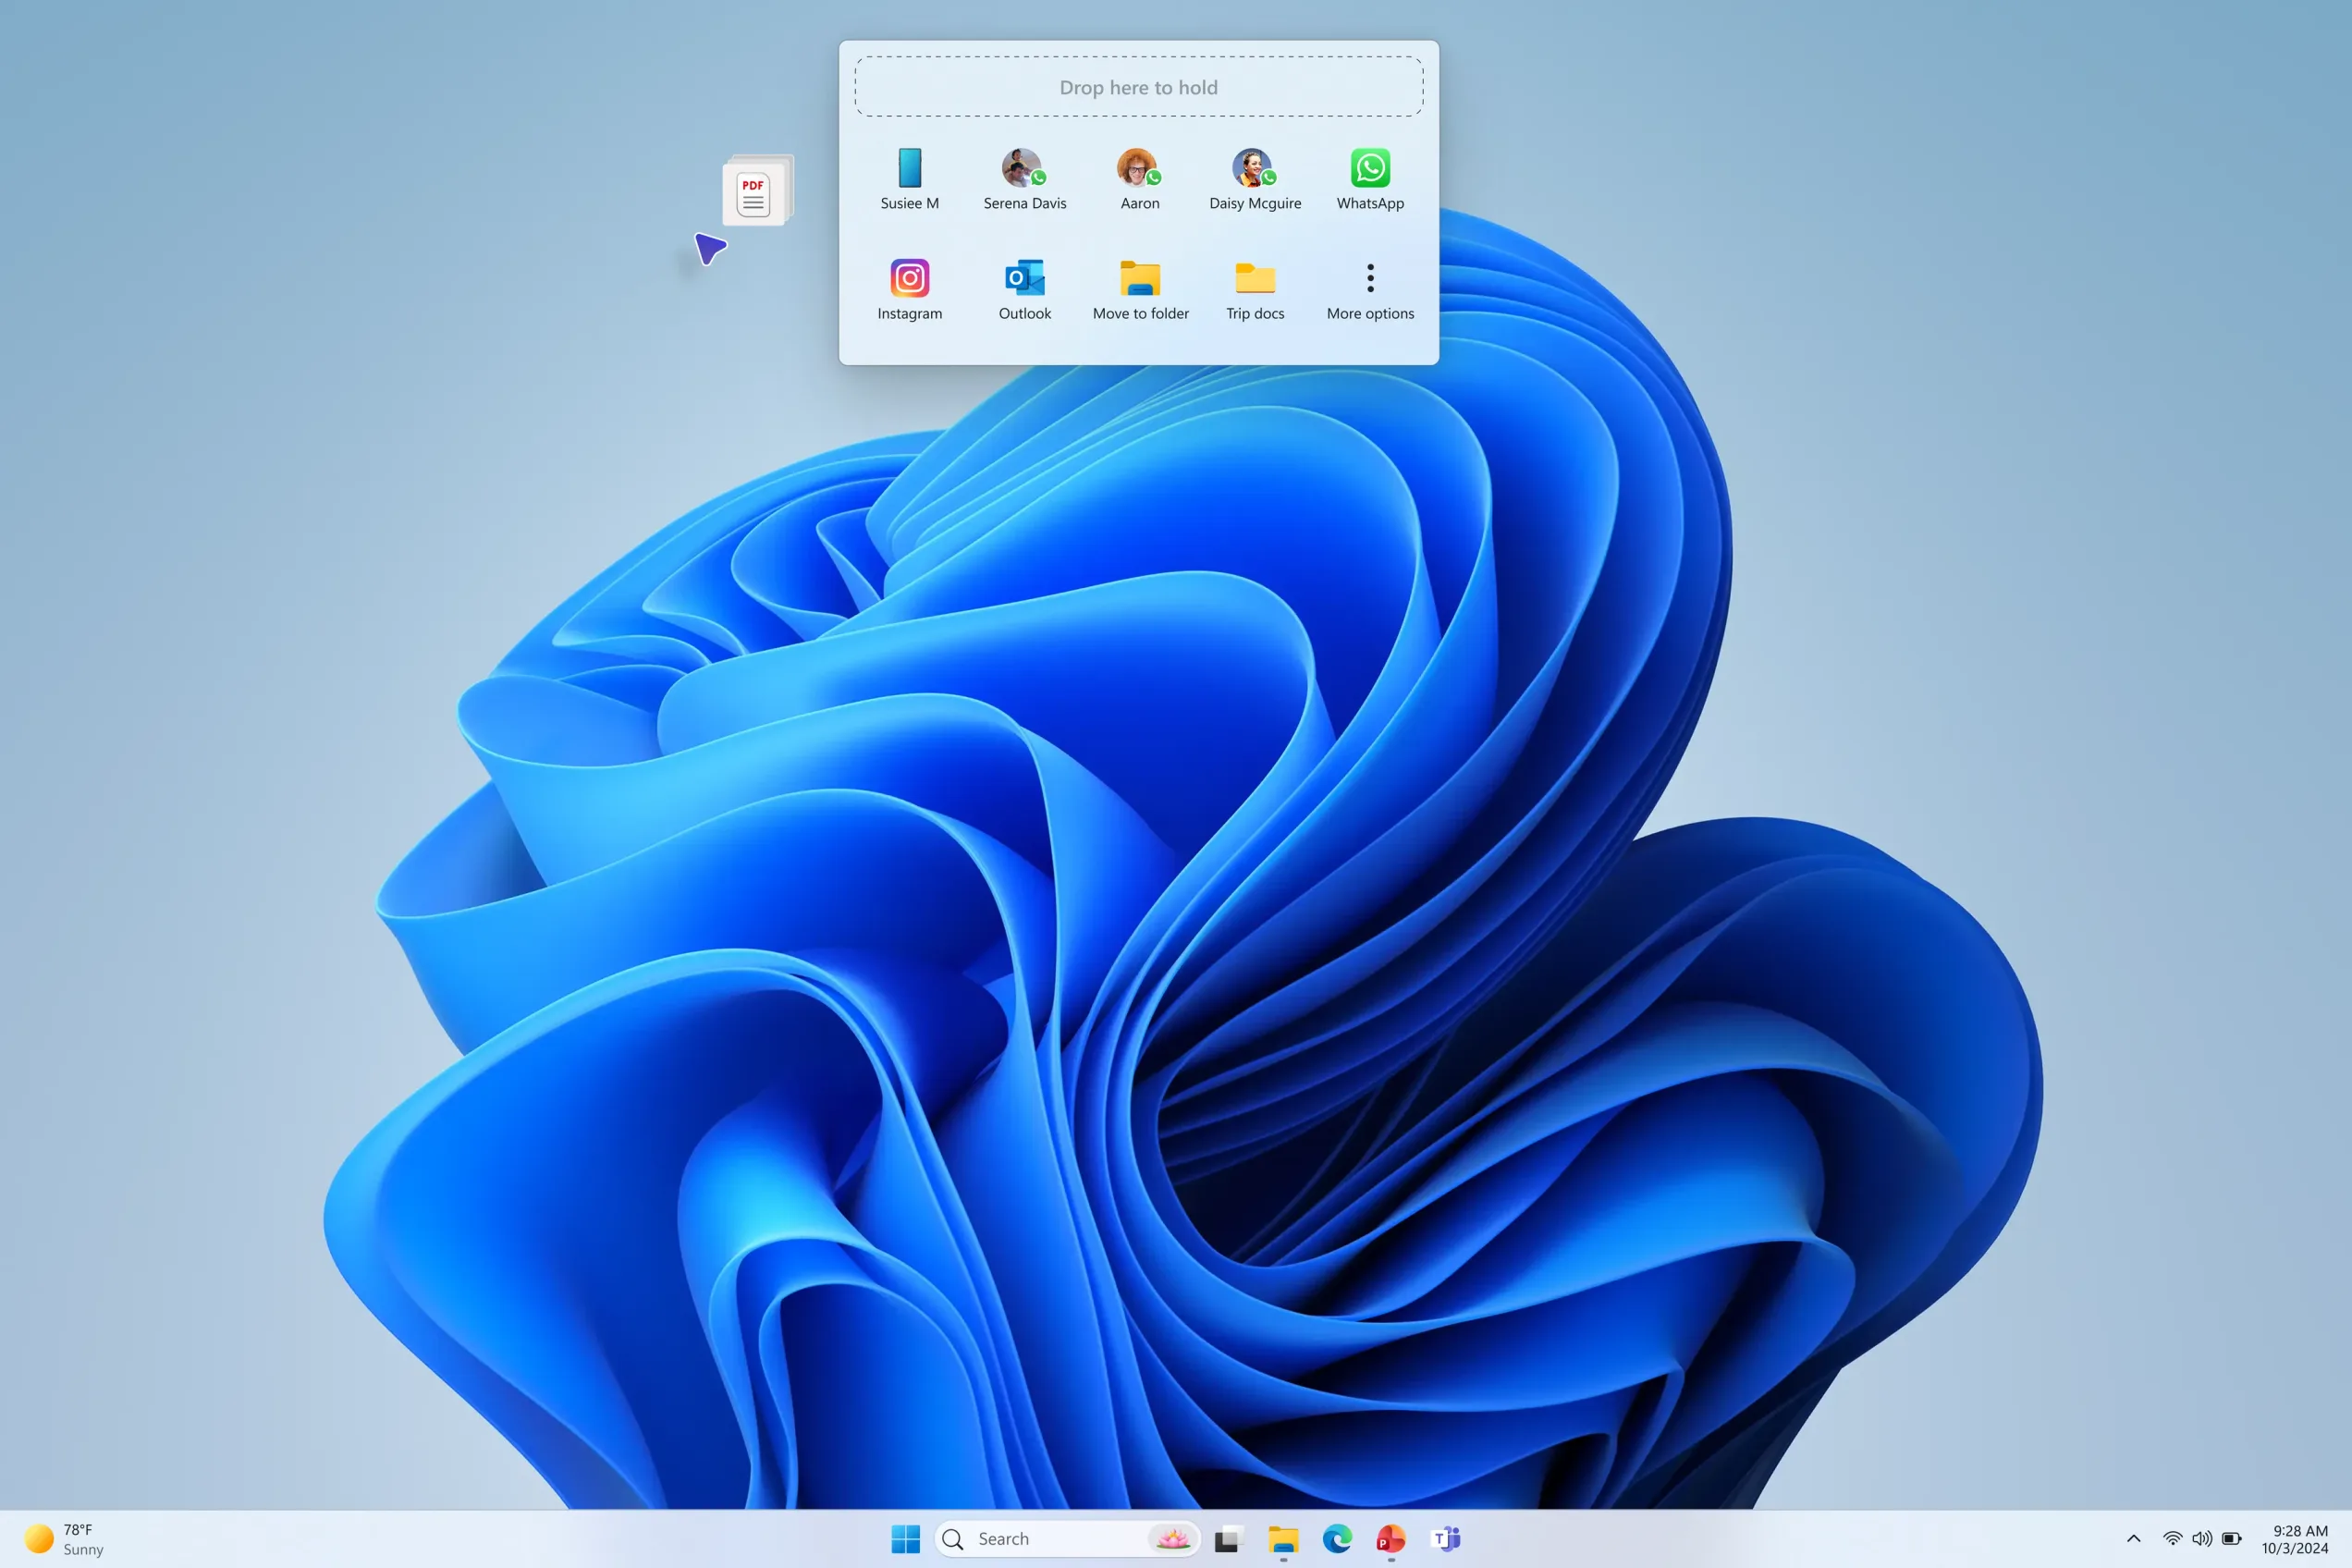 Drop here to hold
PDF
Susiee M
Serena Davis
Aaron
Daisy Mcguire
WhatsApp
Instagram
Outlook
Move to folder
Trip docs
More options
78°F
Sunny
Search
P
T
9:28 AM
10/3/2024